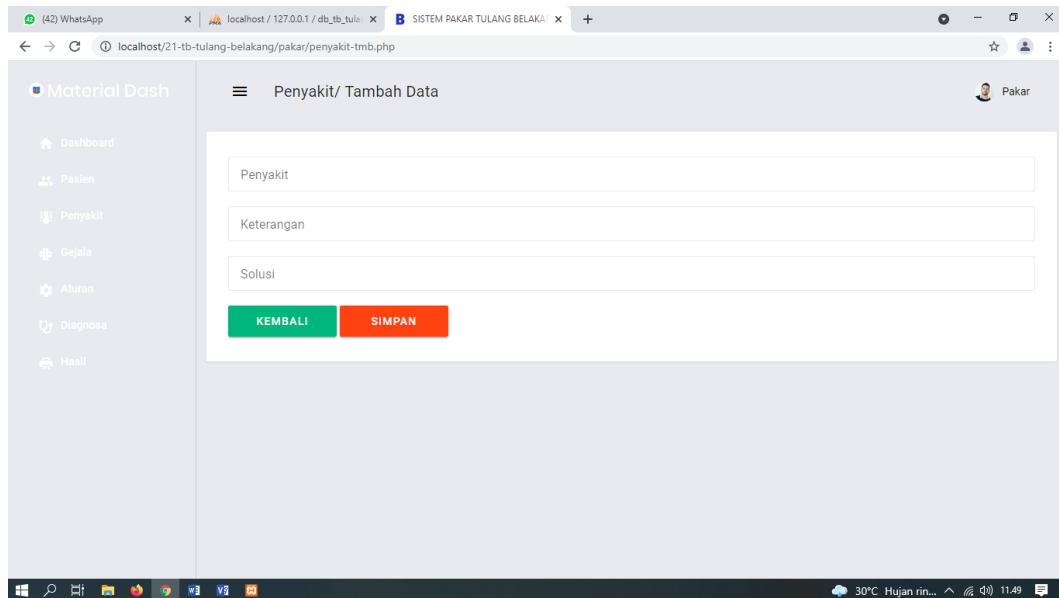 (42) WhatsApp
localhost / 127.0.0.1 / db_tb_tula
SISTEM PAKAR TULANG BELAKA
localhost/21-tb-tulang-belakang/pakar/penyakit-tmb.php
Material Dash
Penyakit/ Tambah Data
Pakar
Dashboard
Pasien
Penyakit
Gejala
Aturan
Diagnosa
Hasil
Penyakit
Keterangan
Solusi
KEMBALI
SIMPAN
30°C Hujan rin...
11.49